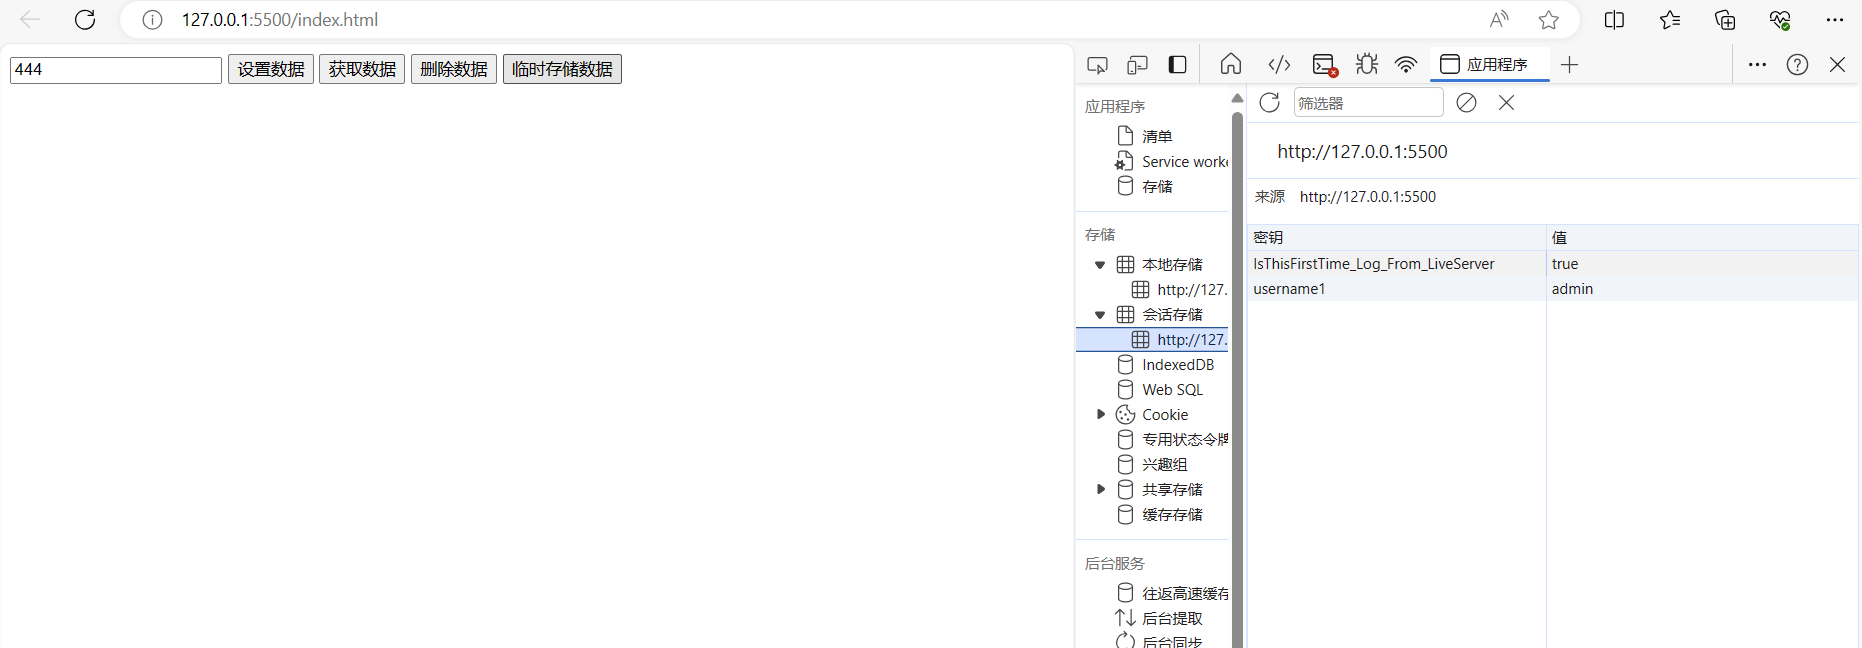 127.0.0.1:5500/index.html
444 设置数据 获取数据 删除数据 临时存储数据
应用程序
应用程序
清单
Service worke
存储
存储
本地存储
http://127.
会话存储
http://127.
IndexedDB
Web SQL
Cookie
专用状态令牌
兴趣组
共享存储
缓存存储
后台服务
往返高速缓存
后台提取
后台同步
筛选器
http://127.0.0.1:5500
来源 http://127.0.0.1:5500
密钥 值
IsThisFirstTime_Log_From_LiveServer true
username1 admin